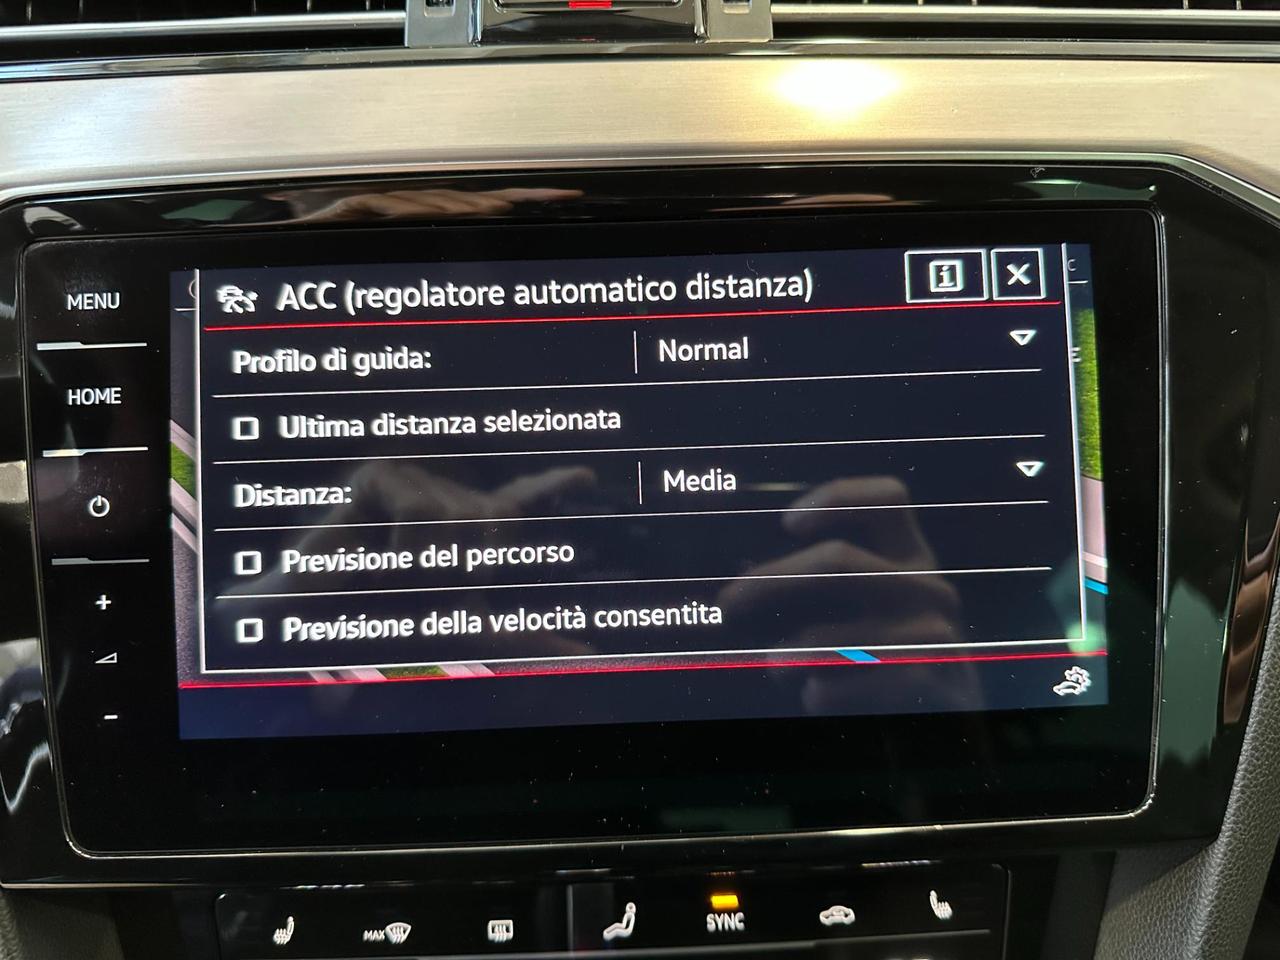 MENU
HOME
ACC (regolatore automatico distanza)
i
Profilo di guida:
Normal
Ultima distanza selezionata
Distanza:
Media
Previsione del percorso
Previsione della velocità consentita
MAX
SYNC